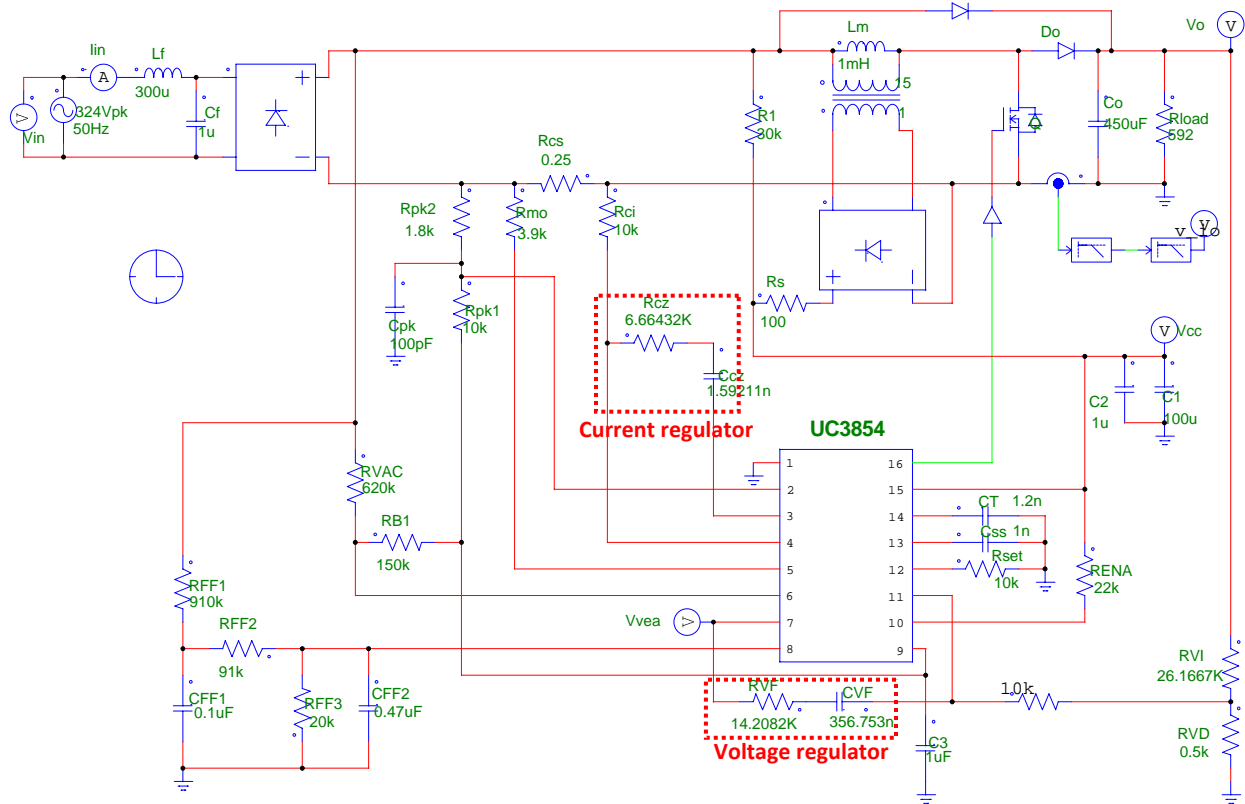 Lm
1mH
15
1
Do
Vo
V
Iin
A
Lf
300u
V
Vin
324Vpk
50Hz
Cf
1u
R1
30k
Q
Co
450uF
Rload
592
Rcs
0.25
Rpk2
1.8k
Rmo
3.9k
Rci
10k
V
v_io
Cpk
100pF
Rpk1
10k
Rcz
6.66432K
Ccz
1.59211n
Rs
100
V
Vcc
C2
1u
C1
100u
Current regulator
UC3854
RVAC
620k
RB1
150k
1
2
3
4
5
6
7
8
16
15
14
13
12
11
10
9
CT
1.2n
Css
1n
Rset
10k
RENA
22k
RFF1
910k
RFF2
91k
CFF1
0.1uF
RFF3
20k
CFF2
0.47uF
Vvea
V
RVF
14.2082K
CVF
356.753n
10k
RVI
26.1667K
RVD
0.5k
C3
1uF
Voltage regulator